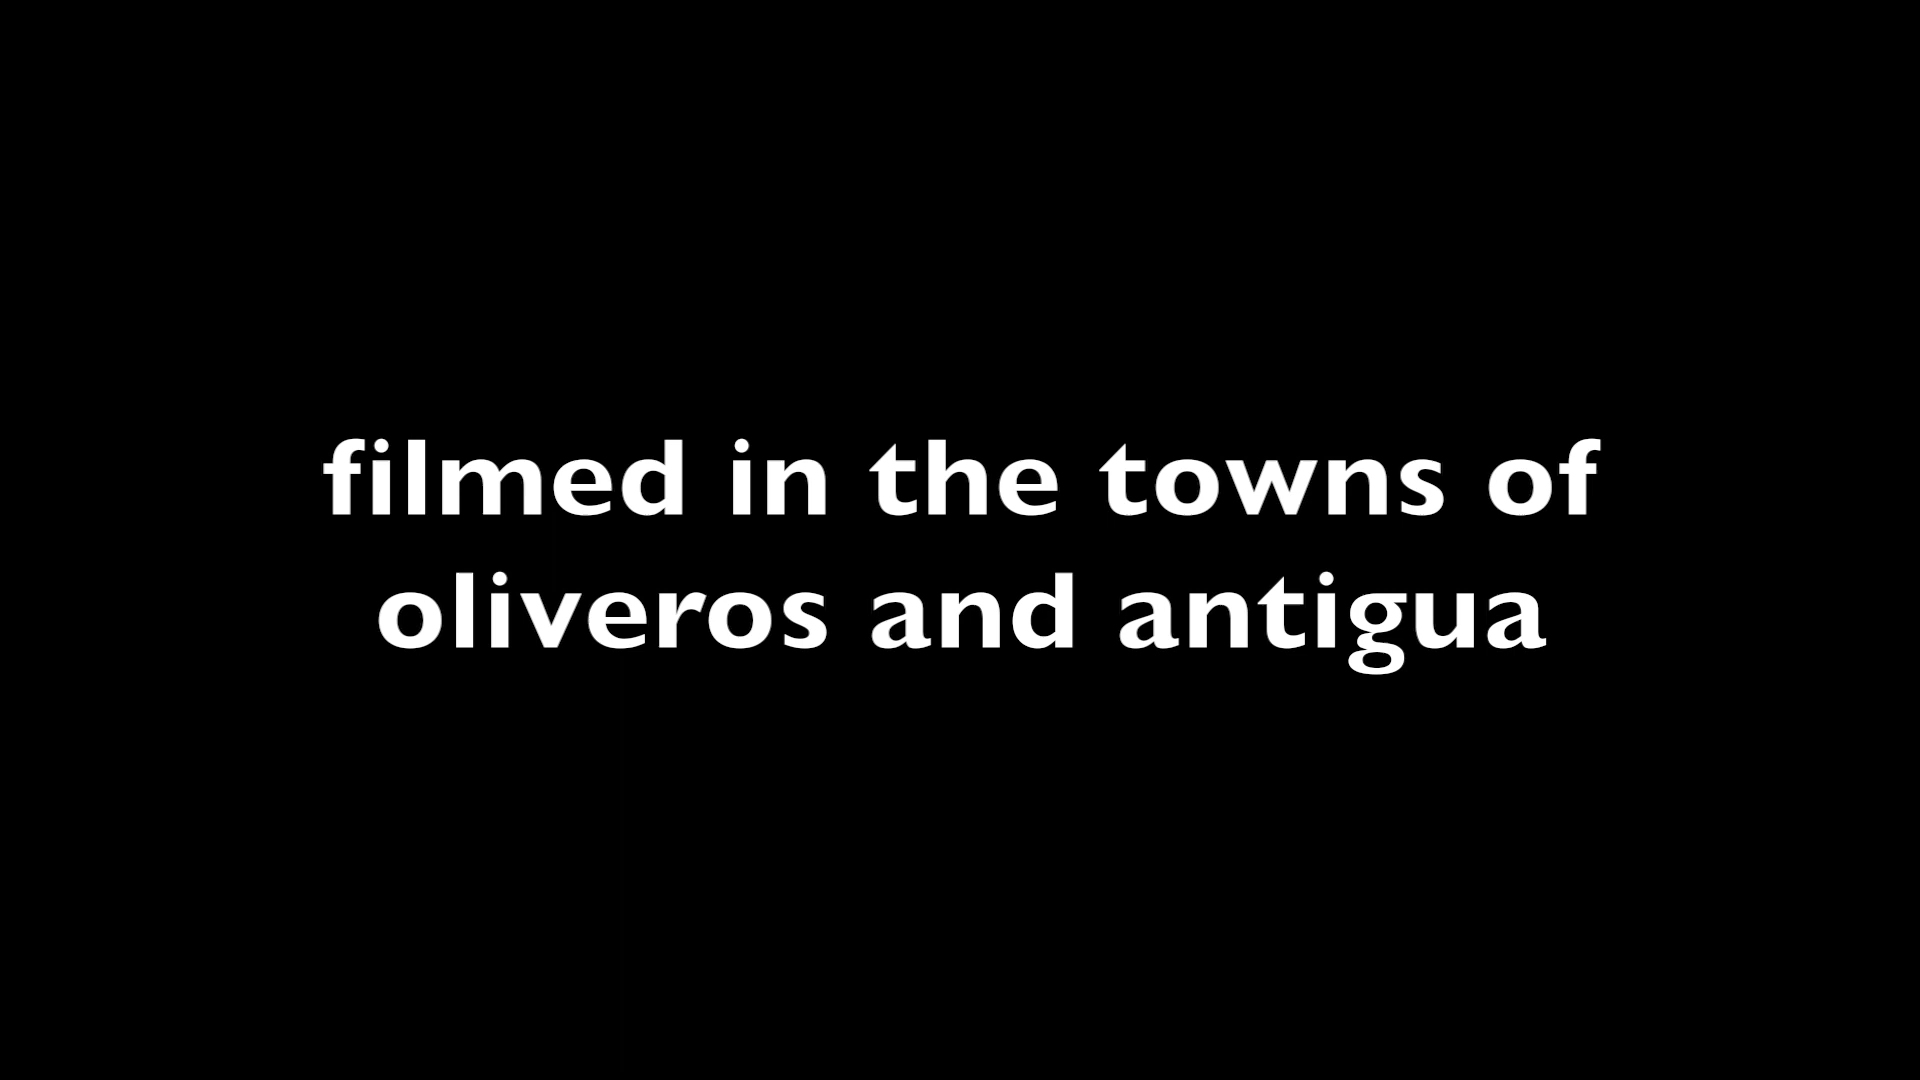 filmed in the towns of
oliveros and antigua